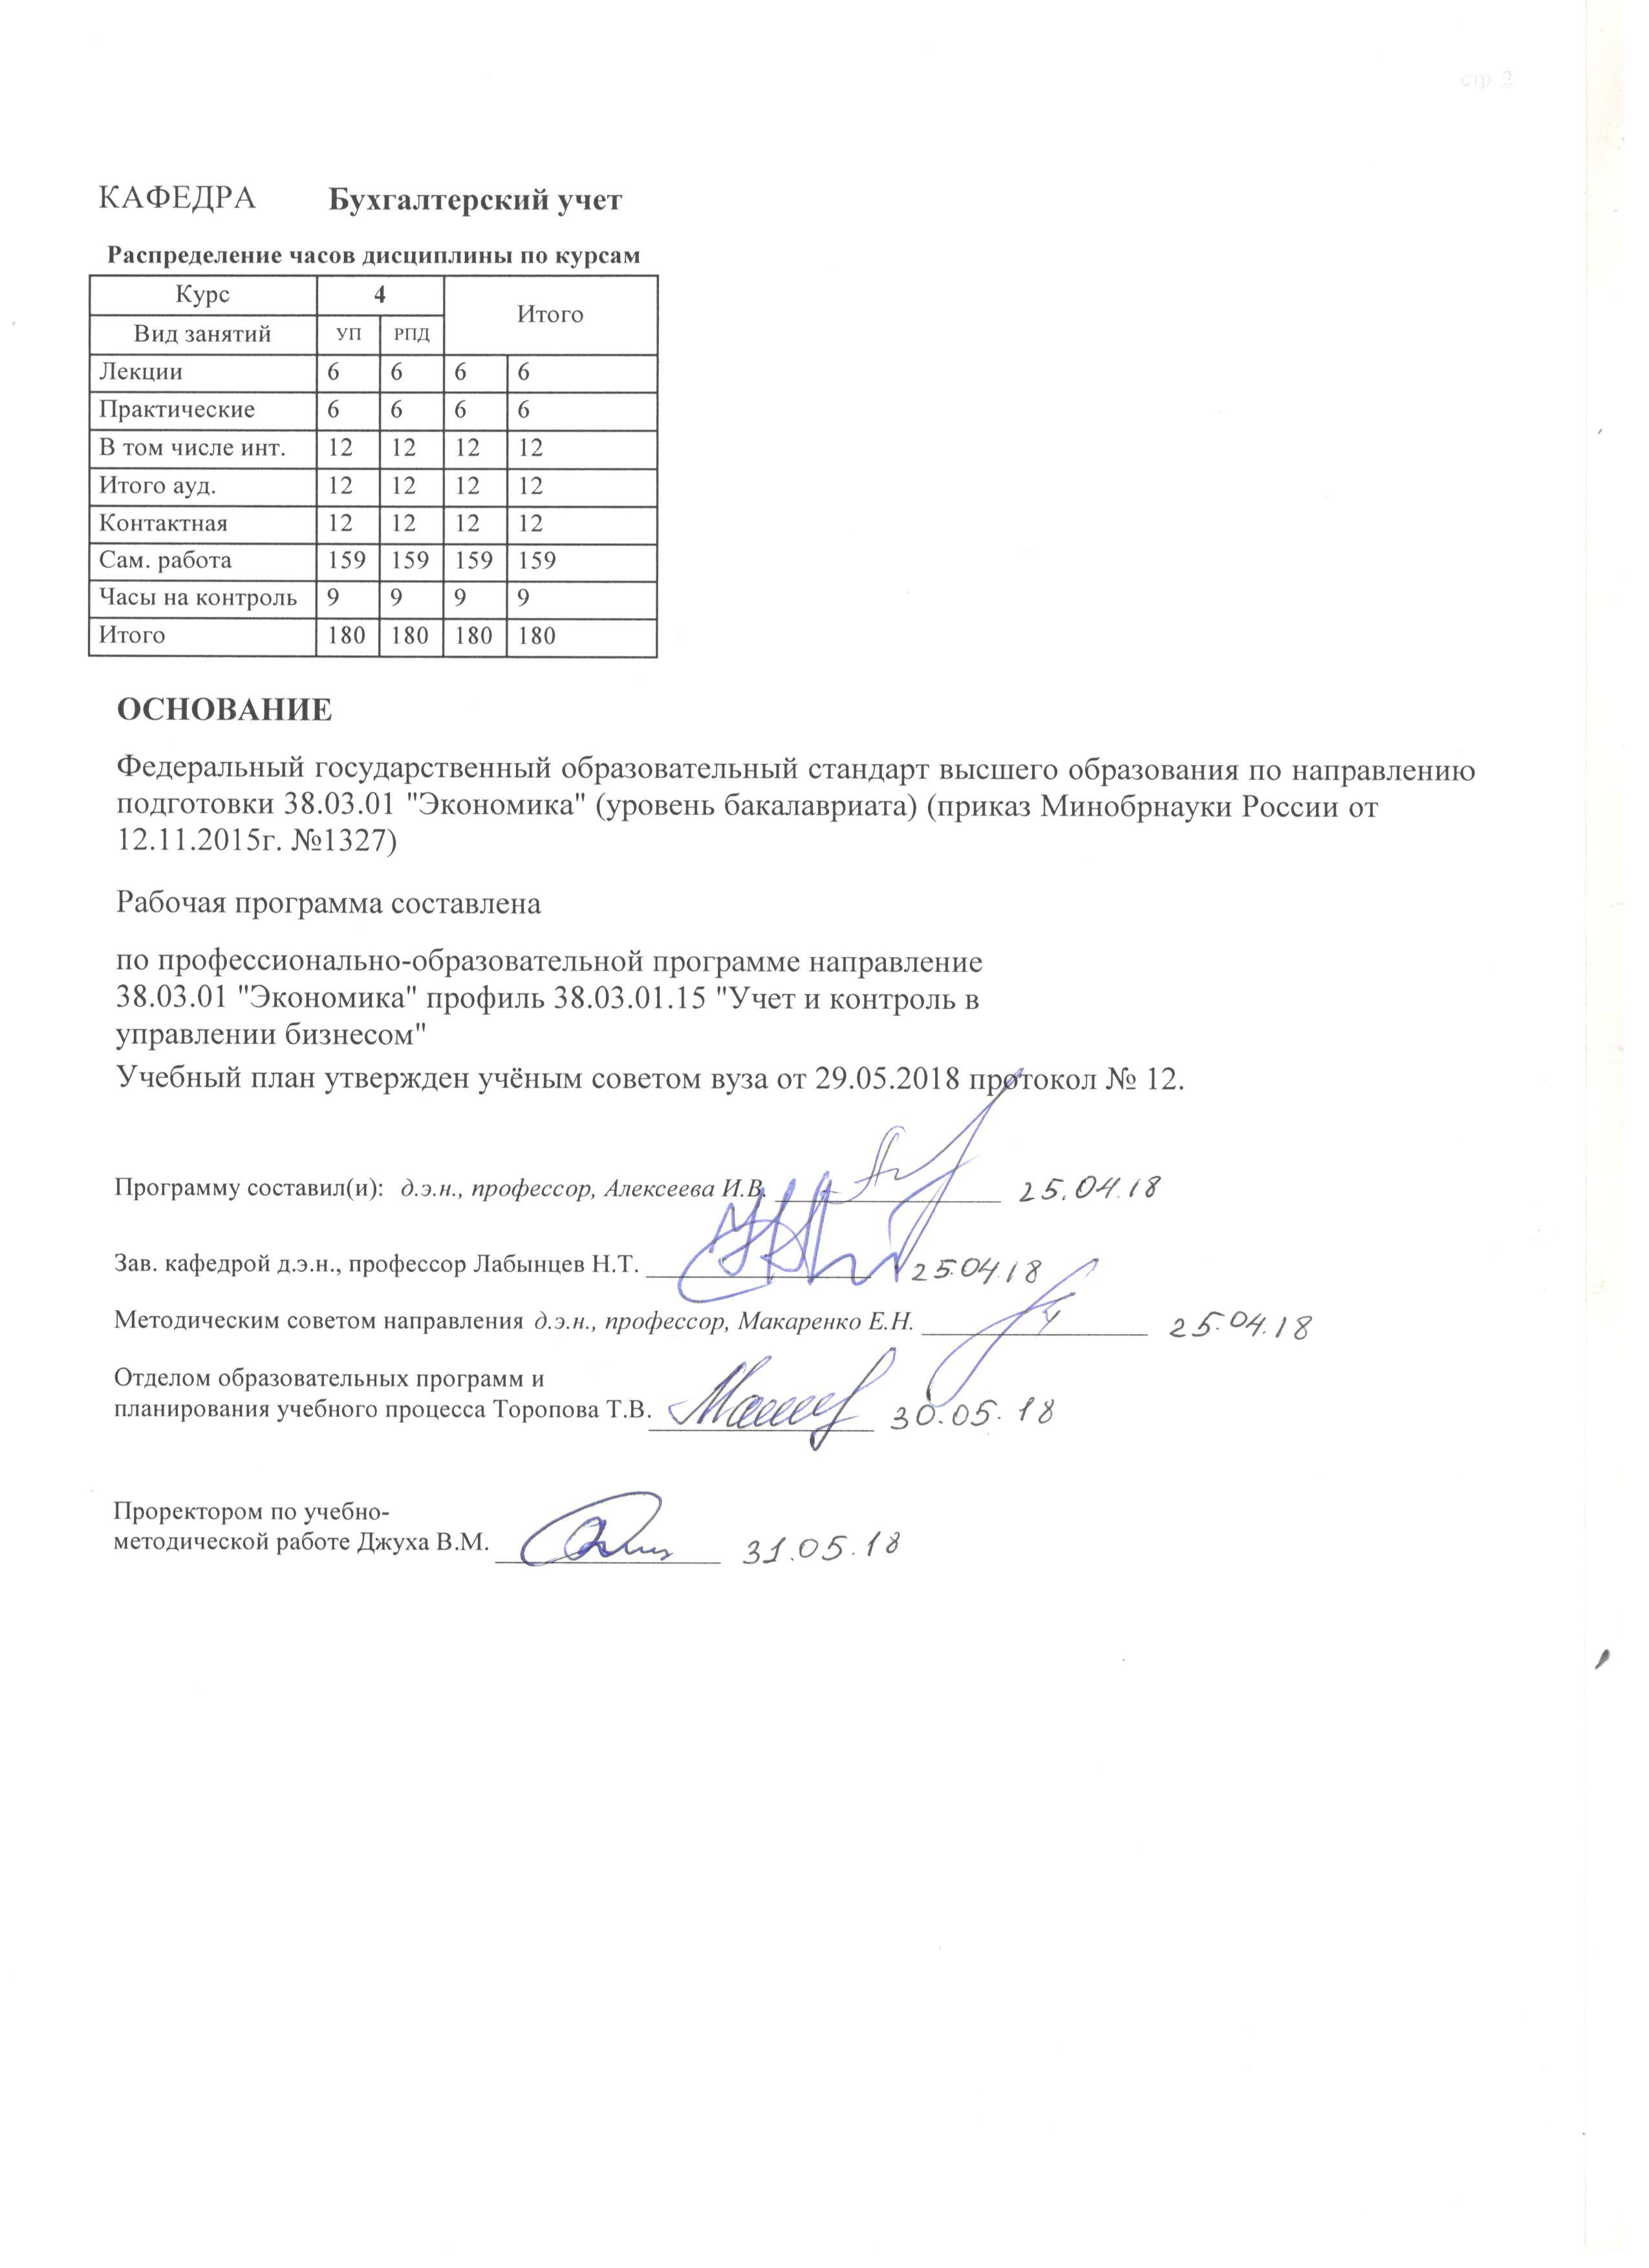 стр. 2
КАФЕДРА Бухгалтерский учет
Распределение часов дисциплины по курсам
Курс 4 Итого
Вид занятий УП РПД
Лекции 6 6 6 6
Практические 6 6 6 6
В том числе инт. 12 12 12 12
Итого ауд. 12 12 12 12
Контактная 12 12 12 12
Сам. работа 159 159 159 159
Часы на контроль 9 9 9 9
Итого 180 180 180 180
ОСНОВАНИЕ
Федеральный государственный образовательный стандарт высшего образования по направлению
подготовки 38.03.01 "Экономика" (уровень бакалавриата) (приказ Минобрнауки России от
12.11.2015г. №1327)
Рабочая программа составлена
по профессионально-образовательной программе направление
38.03.01 "Экономика" профиль 38.03.01.15 "Учет и контроль в
управлении бизнесом"
Учебный план утвержден учёным советом вуза от 29.05.2018 протокол № 12.
Программу составил(и): д.э.н., профессор, Алексеева И.В. 25.04.18
Зав. кафедрой д.э.н., профессор Лабынцев Н.Т. 25.04.18
Методическим советом направления д.э.н., профессор, Макаренко Е.Н. 25.04.18
Отделом образовательных программ и
планирования учебного процесса Торопова Т.В. 30.05.18
Проректором по учебно-
методической работе Джуха В.М. 31.05.18